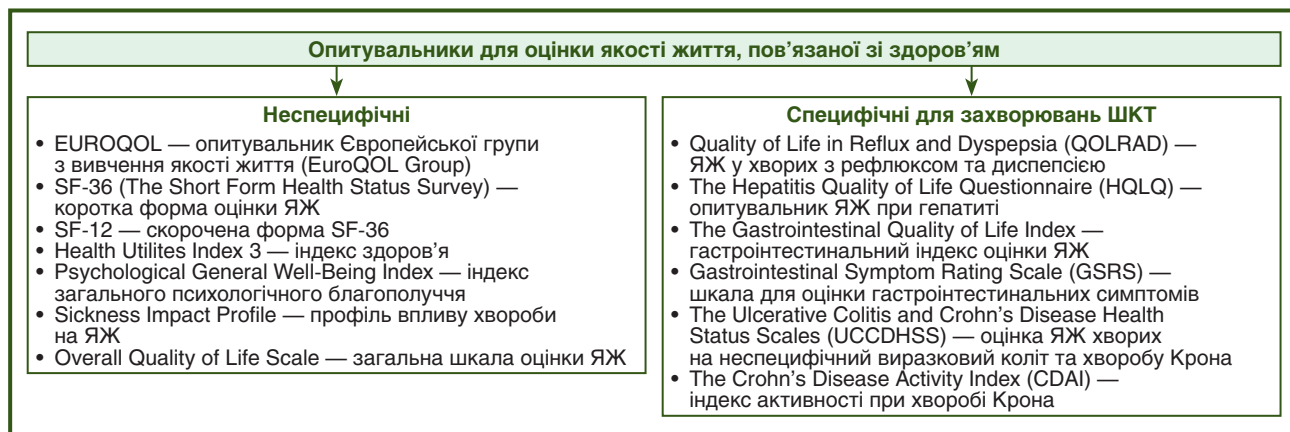 Опитувальники для оцінки якості життя, пов’язаної зі здоров’ям
Неспецифічні
• EUROQOL — опитувальник Європейської групи
з вивчення якості життя (EuroQOL Group)
• SF-36 (The Short Form Health Status Survey) —
коротка форма оцінки ЯЖ
• SF-12 — скорочена форма SF-36
• Health Utilites Index 3 — індекс здоров’я
• Psychological General Well-Being Index — індекс
загального психологічного благополуччя
• Sickness Impact Profile — профіль впливу хвороби
на ЯЖ
• Overall Quality of Life Scale — загальна шкала оцінки ЯЖ
Специфічні для захворювань ШКТ
• Quality of Life in Reflux and Dyspepsia (QOLRAD) —
ЯЖ у хворих з рефлюксом та диспепсією
• The Hepatitis Quality of Life Questionnaire (HQLQ) —
опитувальник ЯЖ при гепатиті
• The Gastrointestinal Quality of Life Index —
гастроінтестинальний індекс оцінки ЯЖ
• Gastrointestinal Symptom Rating Scale (GSRS) —
шкала для оцінки гастроінтестинальних симптомів
• The Ulcerative Colitis and Crohn’s Disease Health
Status Scales (UCCDHSS) — оцінка ЯЖ хворих
на неспецифічний виразковий коліт та хворобу Крона
• The Crohn’s Disease Activity Index (CDAI) —
індекс активності при хворобі Крона